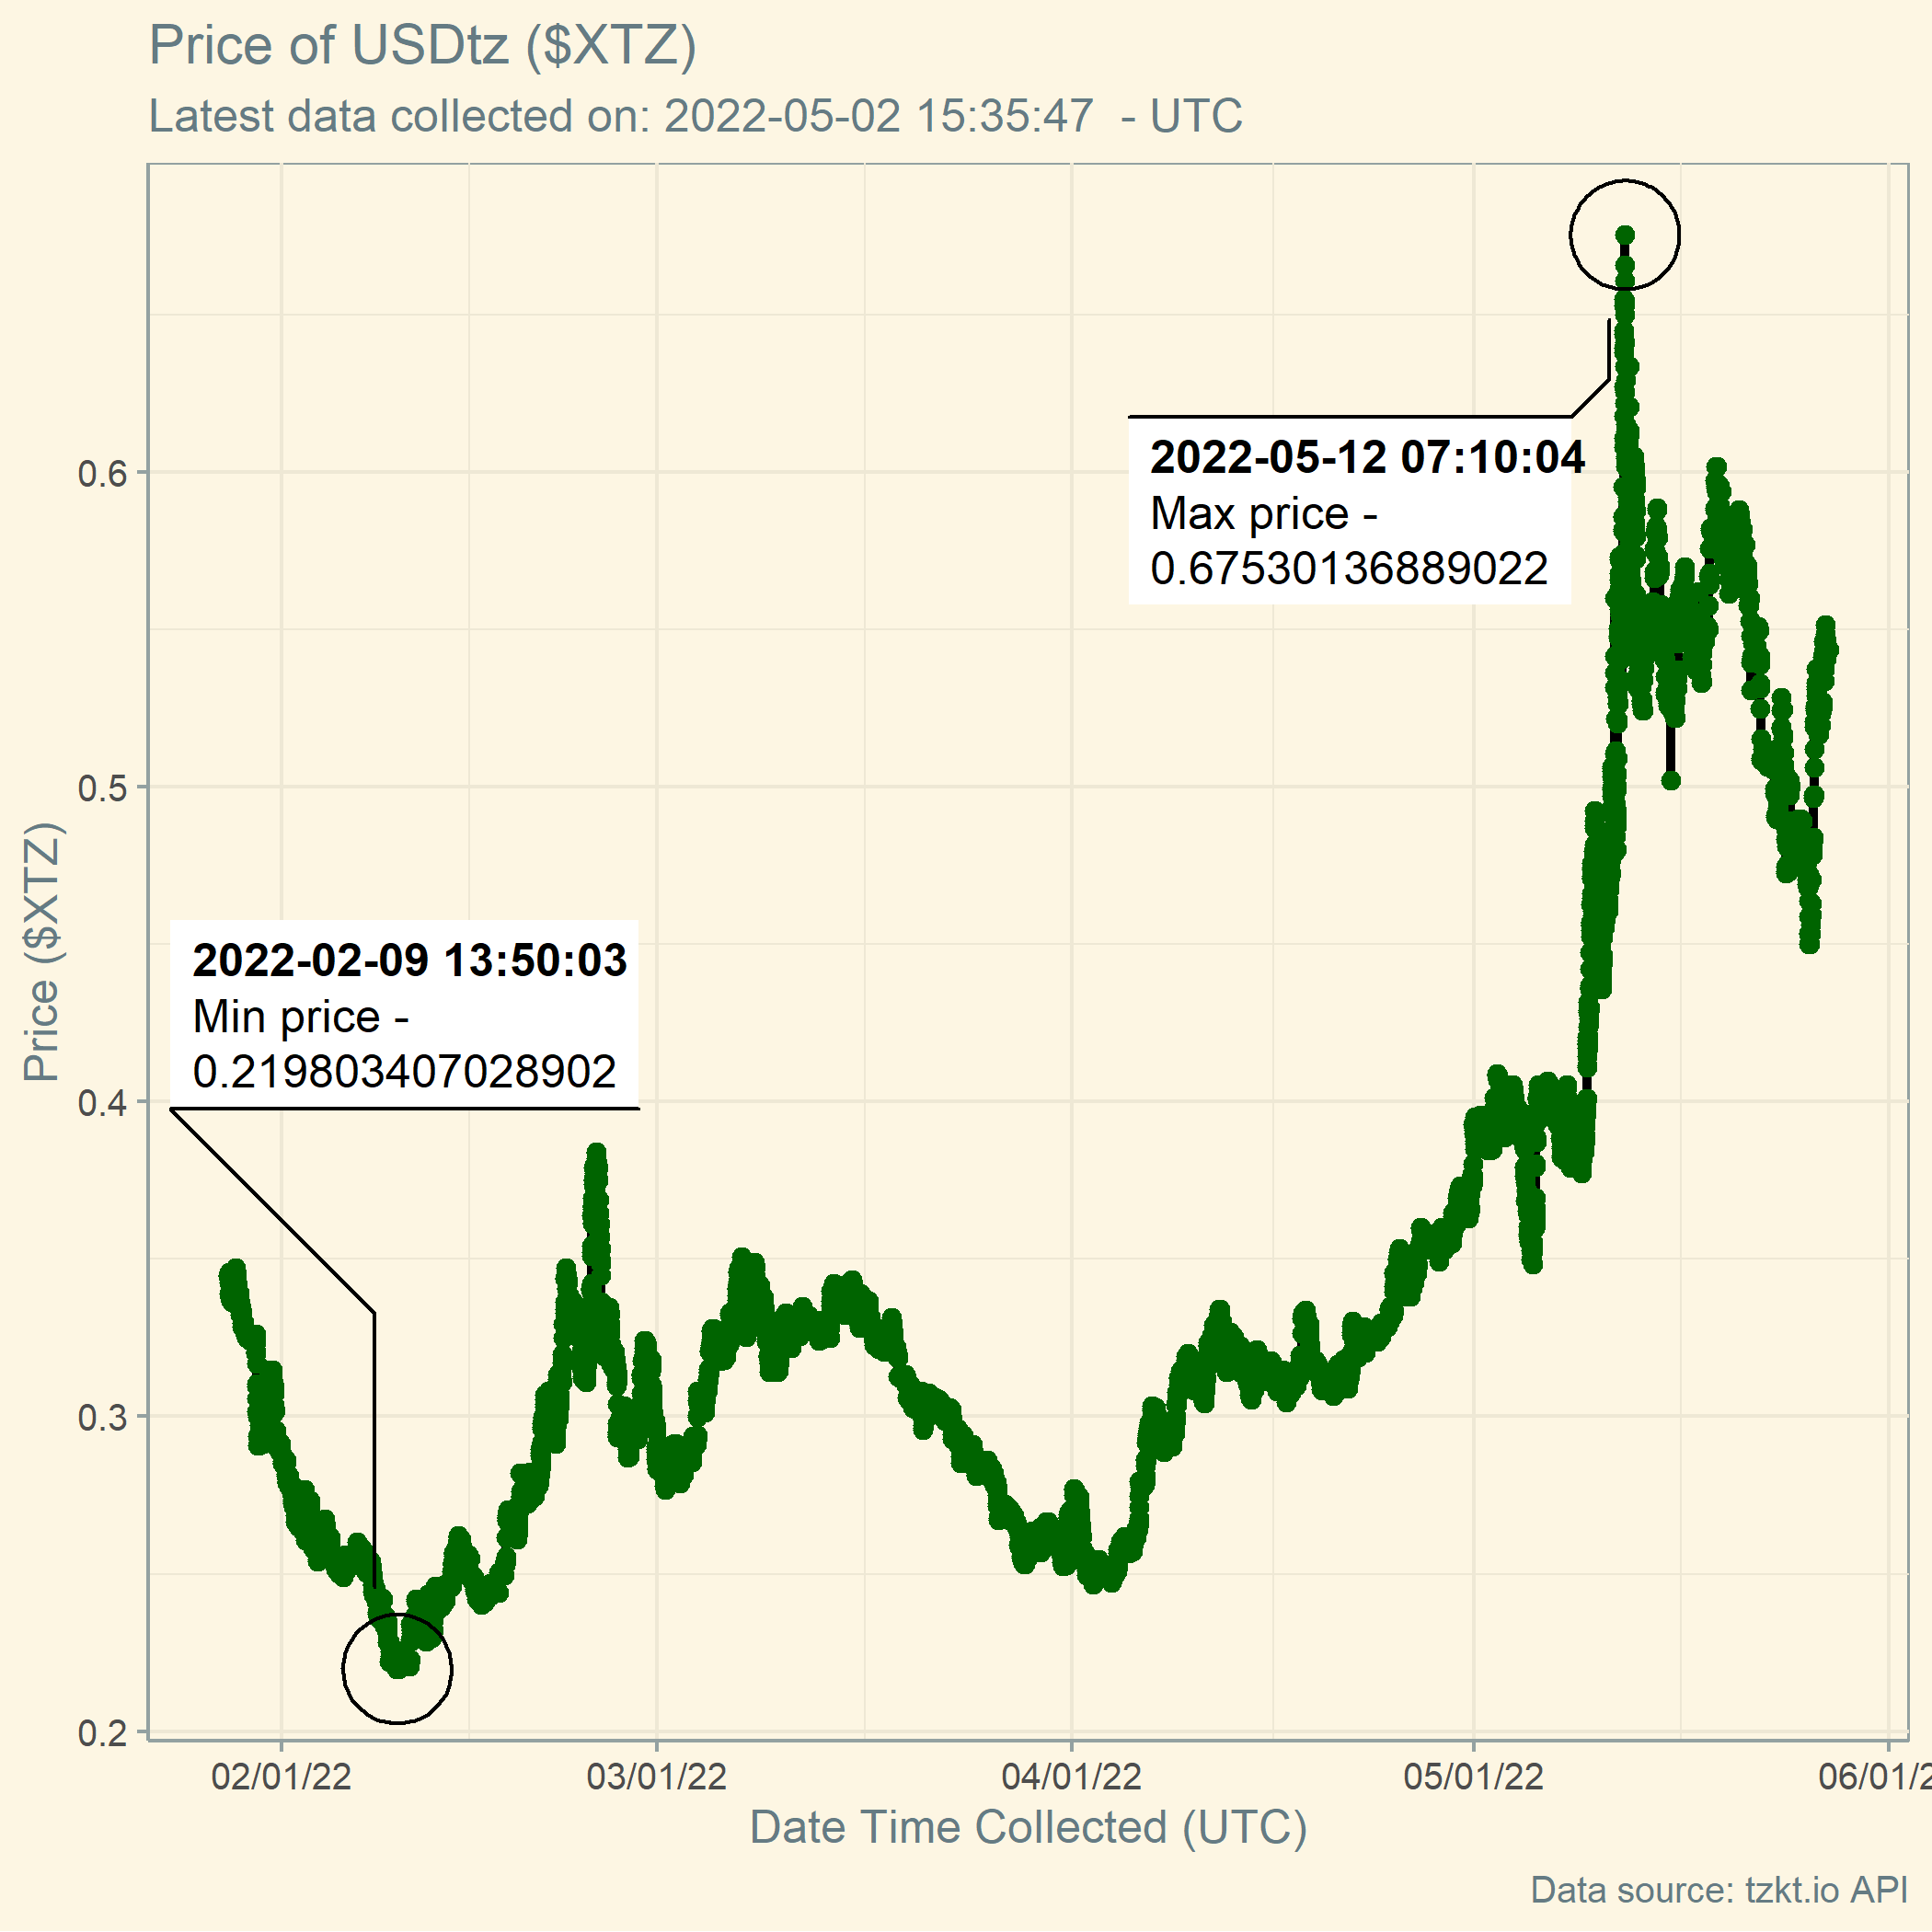 Price of USDtz ($XTZ)
Latest data collected on: 2022-05-02 15:35:47  - UTC
2022-05-12 07:10:04
Max price -
0.67530136889022
2022-02-09 13:50:03
Min price -
0.219803407028902
Price ($XTZ)
0.6
0.5
0.4
0.3
0.2
02/01/22
03/01/22
04/01/22
05/01/22
06/01/2
Date Time Collected (UTC)
Data source: tzkt.io API